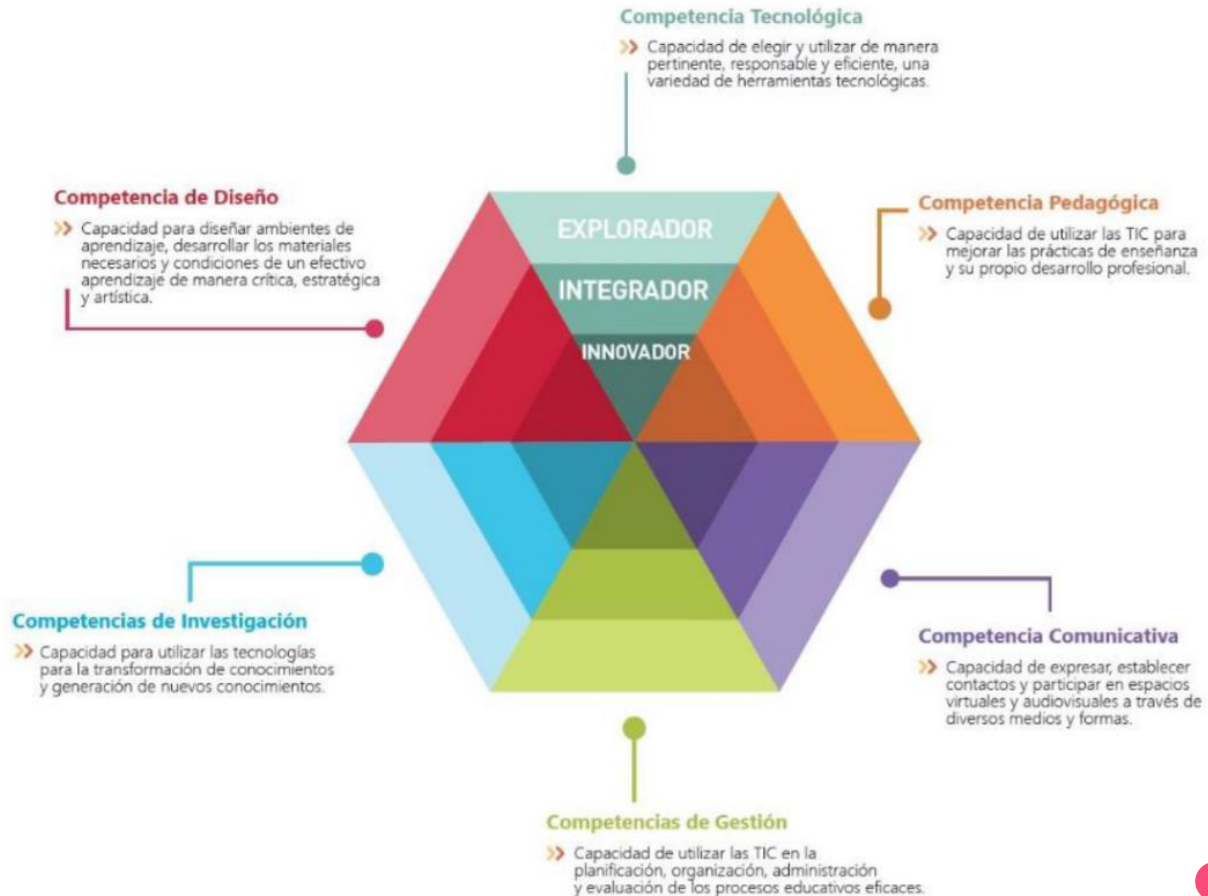 Competencia Tecnológica
Capacidad de elegir y utilizar de manera
pertinente, responsable y eficiente, una
variedad de herramientas tecnológicas.
Competencia de Diseño
Capacidad para diseñar ambientes de
aprendizaje, desarrollar los materiales
necesarios y condiciones de un efectivo
aprendizaje de manera crítica, estratégica
y artística.
Competencia Pedagógica
Capacidad de utilizar las TIC para
mejorar las prácticas de enseñanza
y su propio desarrollo profesional.
EXPLORADOR
INTEGRADOR
INNOVADOR
Competencias de Investigación
Capacidad para utilizar las tecnologías
para la transformación de conocimientos
y generación de nuevos conocimientos.
Competencia Comunicativa
Capacidad de expresar, establecer
contactos y participar en espacios
virtuales y audiovisuales a través de
diversos medios y formas.
Competencias de Gestión
Capacidad de utilizar las TIC en la
planificación, organización, administración
y evaluación de los procesos educativos eficaces.